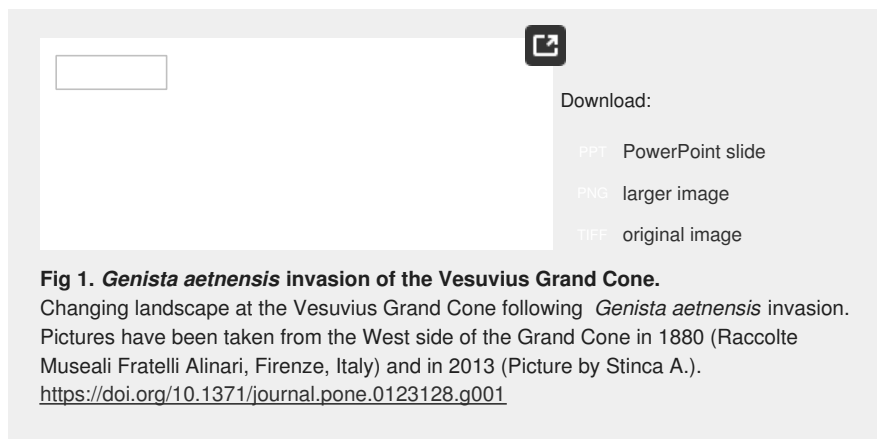 Download:
PPT PowerPoint slide
PNG larger image
TIFF original image
Fig 1. Genista aetnensis invasion of the Vesuvius Grand Cone.
Changing landscape at the Vesuvius Grand Cone following Genista aetnensis invasion.
Pictures have been taken from the West side of the Grand Cone in 1880 (Raccolte
Museali Fratelli Alinari, Firenze, Italy) and in 2013 (Picture by Stinca A.).
https://doi.org/10.1371/journal.pone.0123128.g001